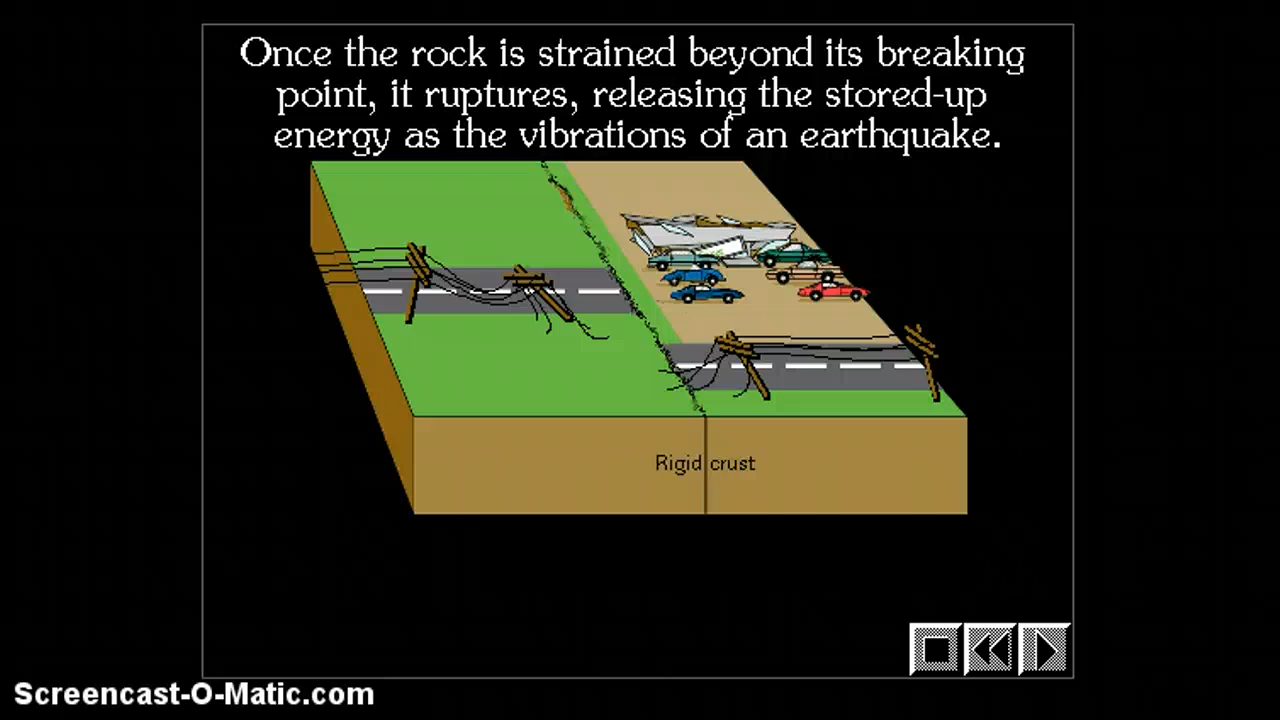 Once the rock is strained beyond its breaking
point, it ruptures, releasing the stored-up
energy as the vibrations of an earthquake.
Rigid crust
Screencast-O-Matic.com